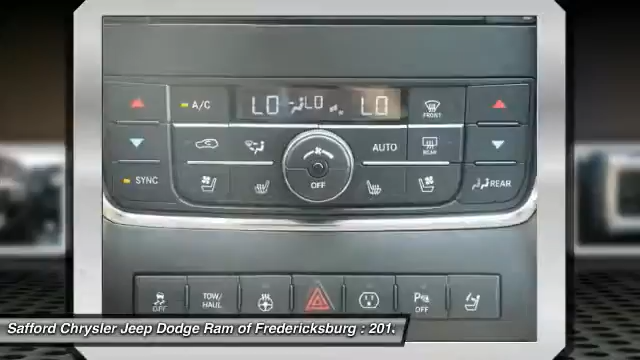 A/C
LO
LO
LO
FRONT
AUTO
REAR
SYNC
OFF
REAR
OFF
TOW/
HAUL
P
OFF
Safford Chrysler Jeep Dodge Ram of Fredericksburg : 201.